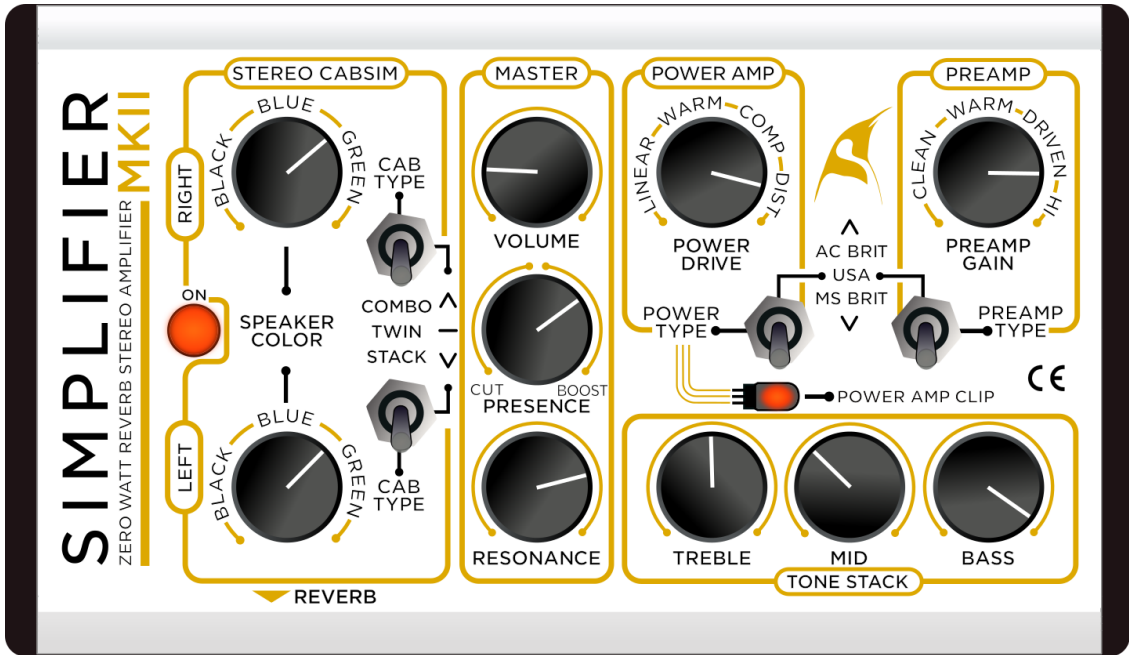 SIMPLIFIER
MKII
ZERO WATT REVERB STEREO AMPLIFIER
STEREO CABSIM
BLACK
BLUE
GREEN
RIGHT
CAB
TYPE
ON
SPEAKER
COLOR
COMBO
TWIN
STACK
LEFT
BLACK
BLUE
GREEN
CAB
TYPE
REVERB
MASTER
VOLUME
CUT
BOOST
PRESENCE
RESONANCE
POWER AMP
LINEAR
WARM
COMP
DIST
POWER
DRIVE
POWER
TYPE
AC BRIT
USA
MS BRIT
PREAMP
CLEAN
WARM
DRIVEN
HI
PREAMP
GAIN
PREAMP
TYPE
CE
POWER AMP CLIP
TREBLE
MID
BASS
TONE STACK